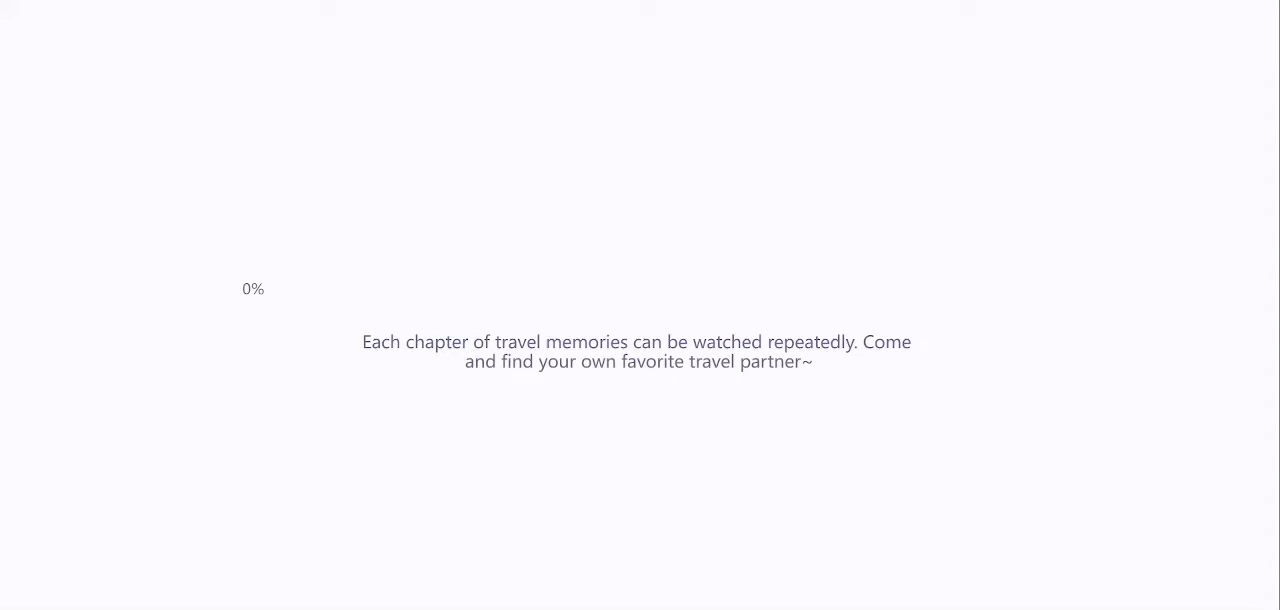 0%
Each chapter of travel memories can be watched repeatedly. Come
and find your own favorite travel partner~